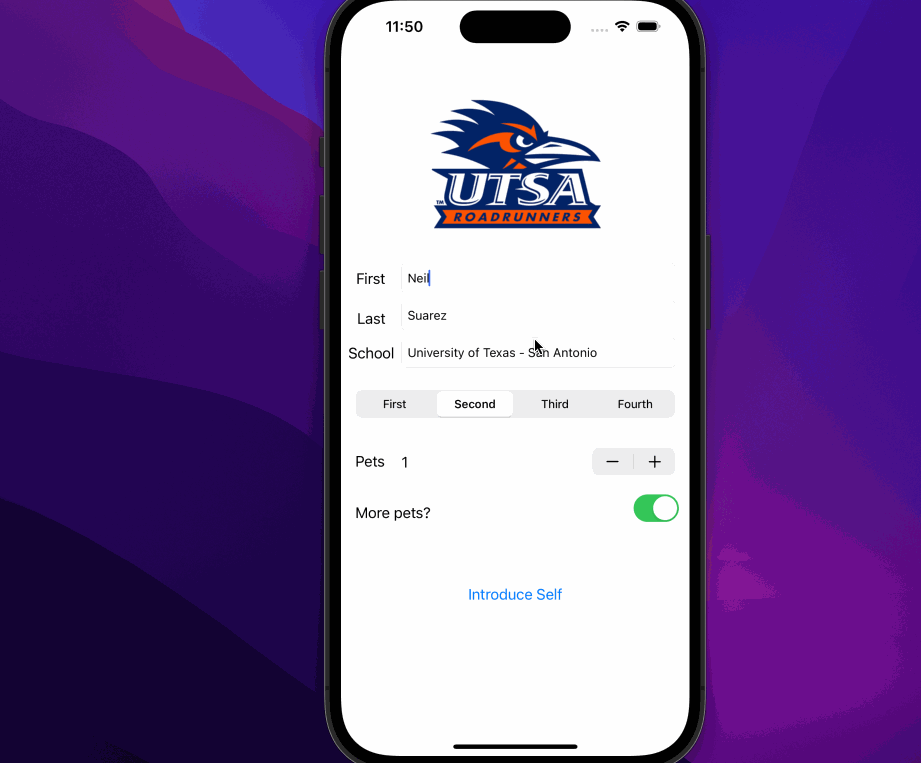 11:50
UTSA
TM
ROADRUNNERS
First Neil
Last Suarez
School University of Texas - San Antonio
First Second Third Fourth
Pets 1 − +
More pets?
Introduce Self